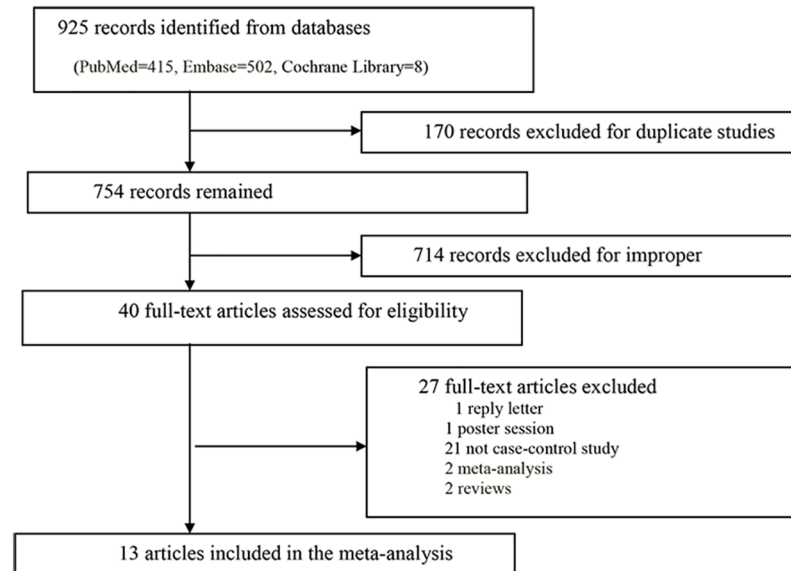 925 records identified from databases
(PubMed=415, Embase=502, Cochrane Library=8)
170 records excluded for duplicate studies
754 records remained
714 records excluded for improper
40 full-text articles assessed for eligibility
27 full-text articles excluded
1 reply letter
1 poster session
21 not case-control study
2 meta-analysis
2 reviews
13 articles included in the meta-analysis